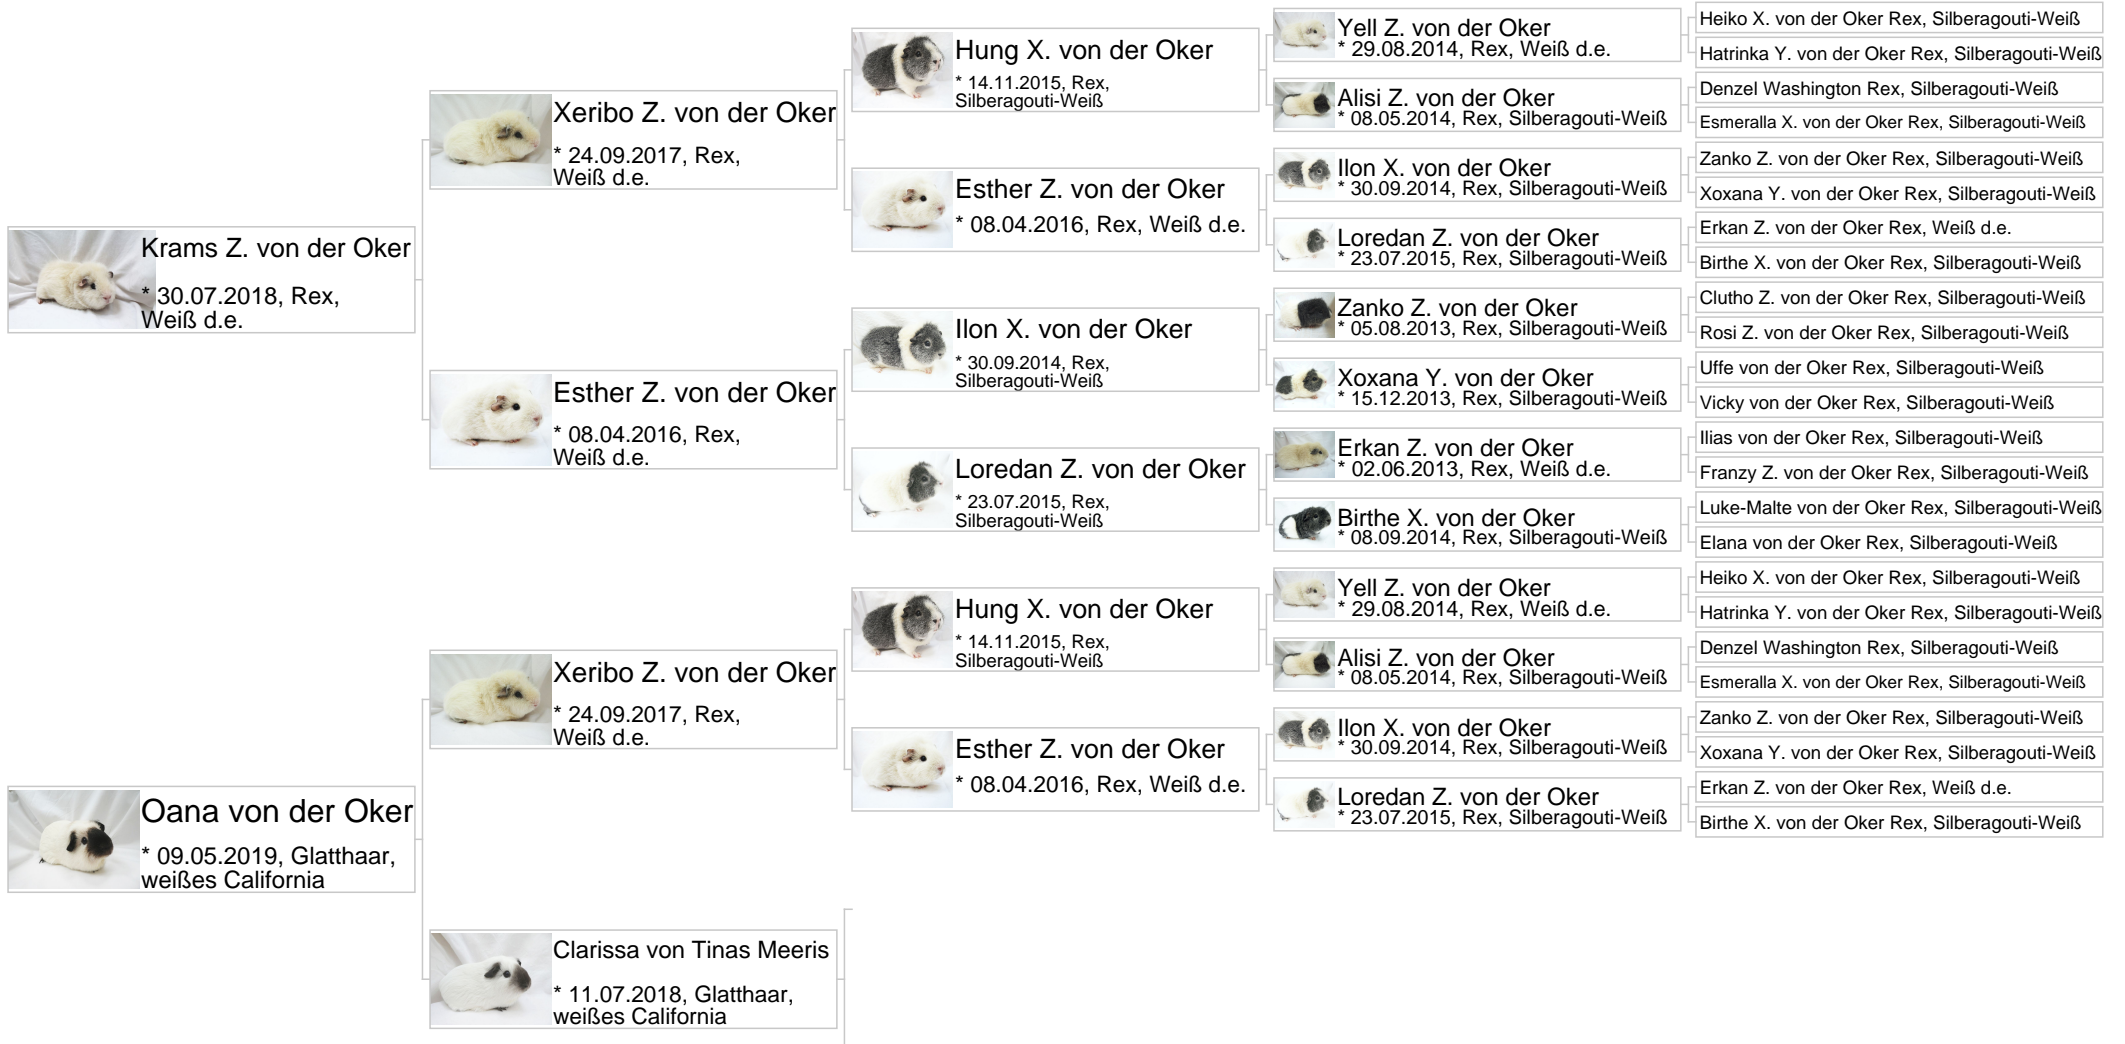 Krams Z. von der Oker
* 30.07.2018, Rex,
Weiß d.e.
Xeribo Z. von der Oker
* 24.09.2017, Rex,
Weiß d.e.
Esther Z. von der Oker
* 08.04.2016, Rex,
Weiß d.e.
Hung X. von der Oker
* 14.11.2015, Rex,
Silberagouti-Weiß
Esther Z. von der Oker
* 08.04.2016, Rex, Weiß d.e.
Ilon X. von der Oker
* 30.09.2014, Rex,
Silberagouti-Weiß
Loredan Z. von der Oker
* 23.07.2015, Rex,
Silberagouti-Weiß
Yell Z. von der Oker
* 29.08.2014, Rex, Weiß d.e.
Alisi Z. von der Oker
* 08.05.2014, Rex, Silberagouti-Weiß
Ilon X. von der Oker
* 30.09.2014, Rex, Silberagouti-Weiß
Loredan Z. von der Oker
* 23.07.2015, Rex, Silberagouti-Weiß
Zanko Z. von der Oker
* 05.08.2013, Rex, Silberagouti-Weiß
Xoxana Y. von der Oker
* 15.12.2013, Rex, Silberagouti-Weiß
Erkan Z. von der Oker
* 02.06.2013, Rex, Weiß d.e.
Birthe X. von der Oker
* 08.09.2014, Rex, Silberagouti-Weiß
Heiko X. von der Oker Rex, Silberagouti-Weiß
Hatrinka Y. von der Oker Rex, Silberagouti-Weiß
Denzel Washington Rex, Silberagouti-Weiß
Esmeralla X. von der Oker Rex, Silberagouti-Weiß
Zanko Z. von der Oker Rex, Silberagouti-Weiß
Xoxana Y. von der Oker Rex, Silberagouti-Weiß
Erkan Z. von der Oker Rex, Weiß d.e.
Birthe X. von der Oker Rex, Silberagouti-Weiß
Clutho Z. von der Oker Rex, Silberagouti-Weiß
Rosi Z. von der Oker Rex, Silberagouti-Weiß
Uffe von der Oker Rex, Silberagouti-Weiß
Vicky von der Oker Rex, Silberagouti-Weiß
Ilias von der Oker Rex, Silberagouti-Weiß
Franzy Z. von der Oker Rex, Silberagouti-Weiß
Luke-Malte von der Oker Rex, Silberagouti-Weiß
Elana von der Oker Rex, Silberagouti-Weiß
Oana von der Oker
* 09.05.2019, Glatthaar,
weißes California
Xeribo Z. von der Oker
* 24.09.2017, Rex,
Weiß d.e.
Clarissa von Tinas Meeris
* 11.07.2018, Glatthaar,
weißes California
Hung X. von der Oker
* 14.11.2015, Rex,
Silberagouti-Weiß
Esther Z. von der Oker
* 08.04.2016, Rex, Weiß d.e.
Yell Z. von der Oker
* 29.08.2014, Rex, Weiß d.e.
Alisi Z. von der Oker
* 08.05.2014, Rex, Silberagouti-Weiß
Ilon X. von der Oker
* 30.09.2014, Rex, Silberagouti-Weiß
Loredan Z. von der Oker
* 23.07.2015, Rex, Silberagouti-Weiß
Heiko X. von der Oker Rex, Silberagouti-Weiß
Hatrinka Y. von der Oker Rex, Silberagouti-Weiß
Denzel Washington Rex, Silberagouti-Weiß
Esmeralla X. von der Oker Rex, Silberagouti-Weiß
Zanko Z. von der Oker Rex, Silberagouti-Weiß
Xoxana Y. von der Oker Rex, Silberagouti-Weiß
Erkan Z. von der Oker Rex, Weiß d.e.
Birthe X. von der Oker Rex, Silberagouti-Weiß